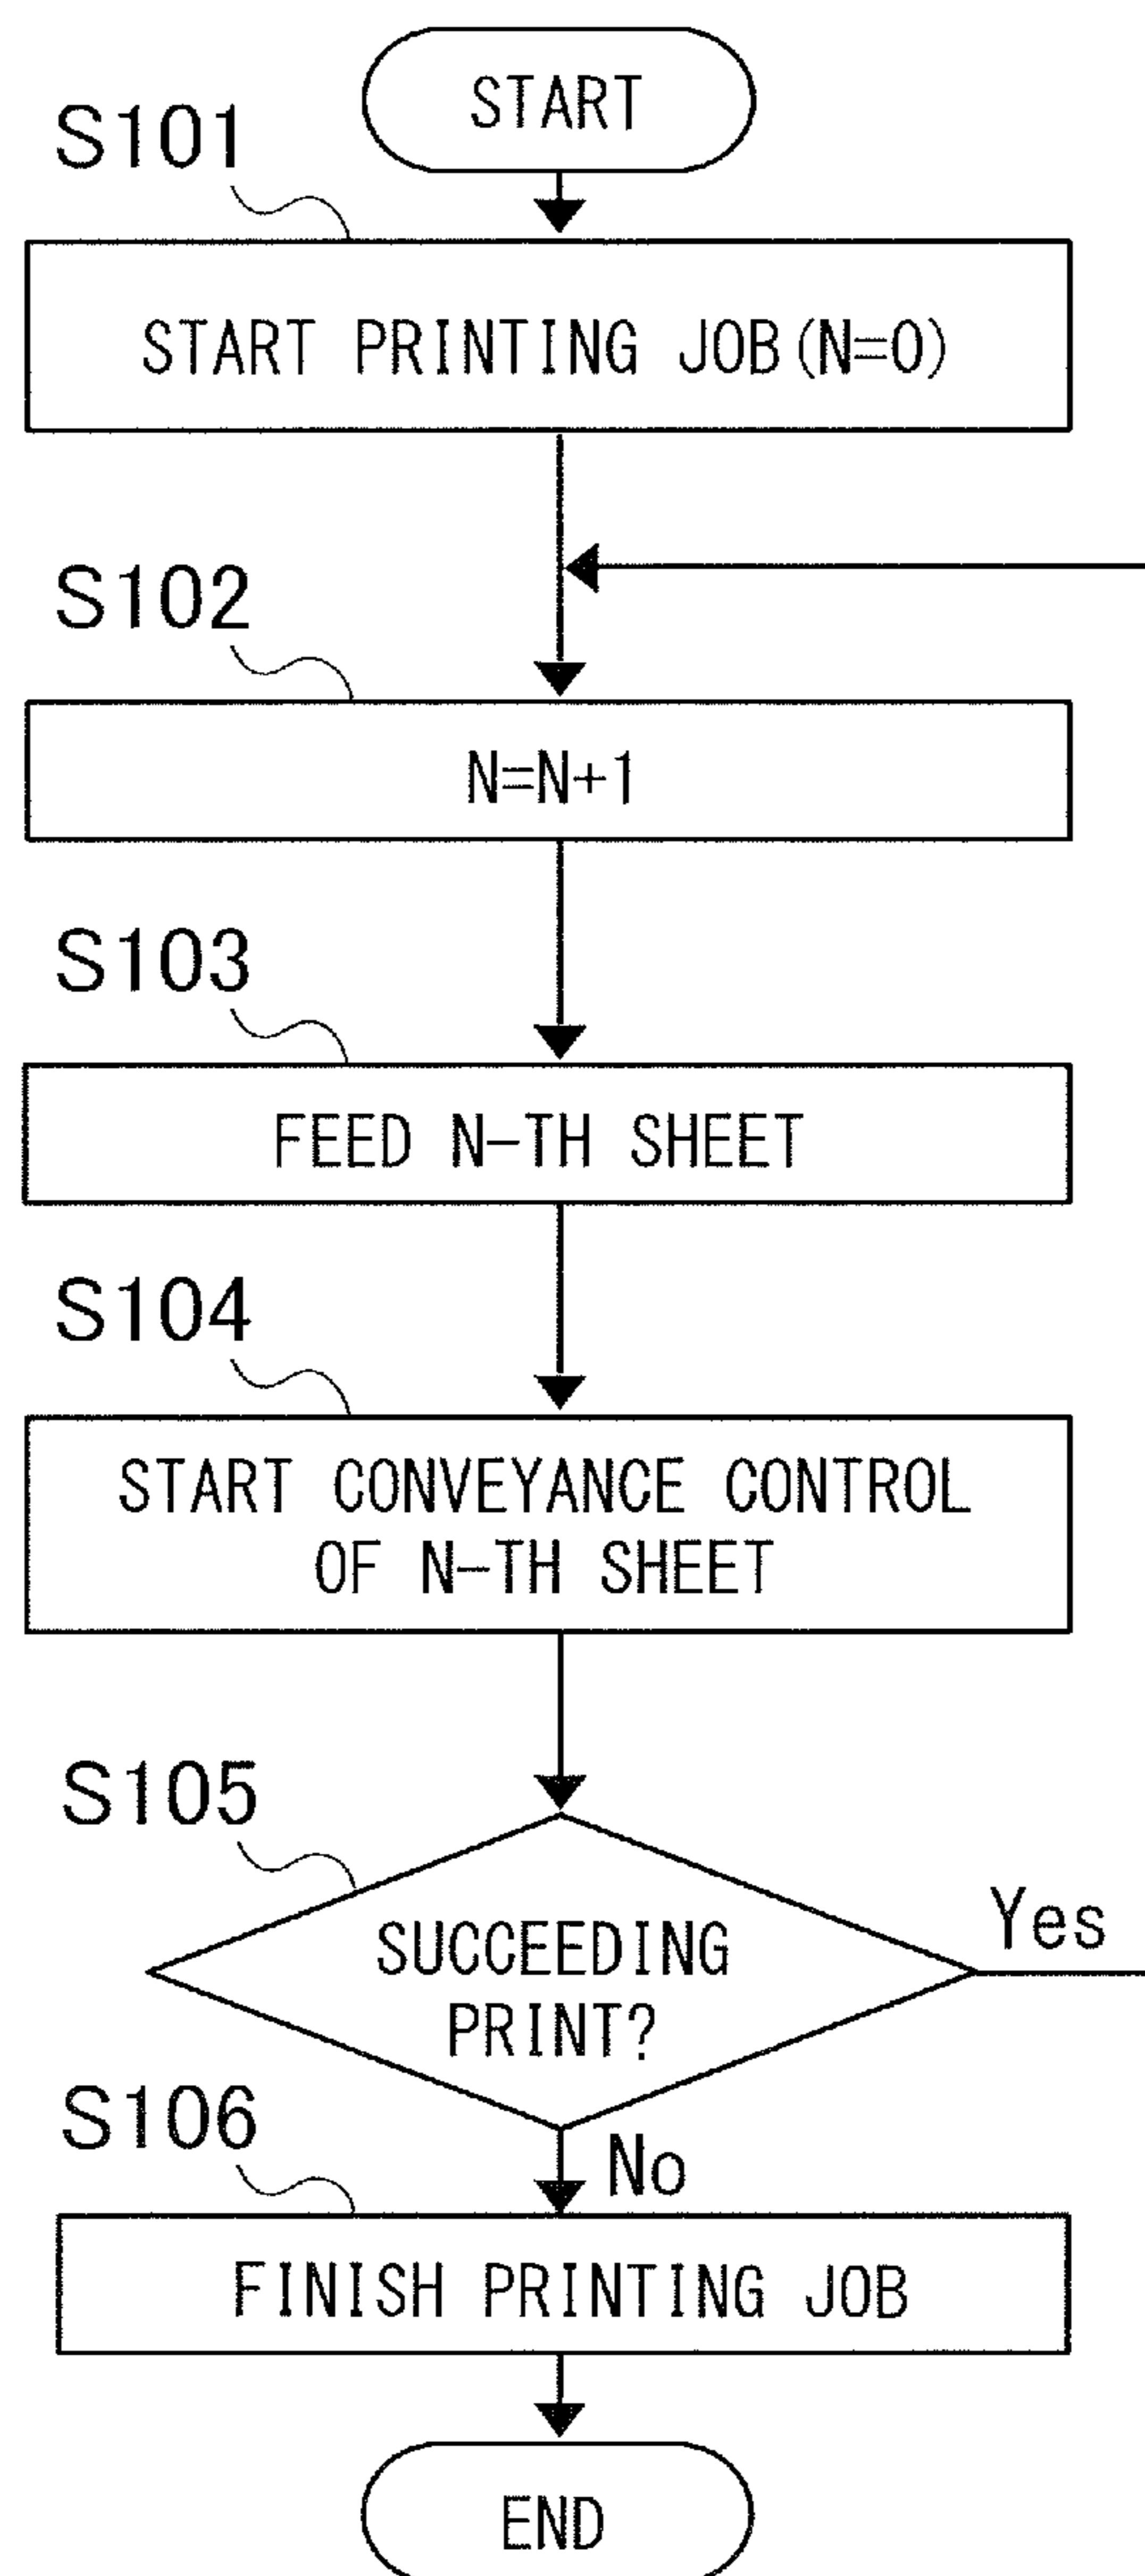 START
S101
START PRINTING JOB(N=0)
S102
N=N+1
S103
FEED N-TH SHEET
S104
START CONVEYANCE CONTROL
OF N-TH SHEET
S105
SUCCEEDING
PRINT?
Yes
No
S106
FINISH PRINTING JOB
END